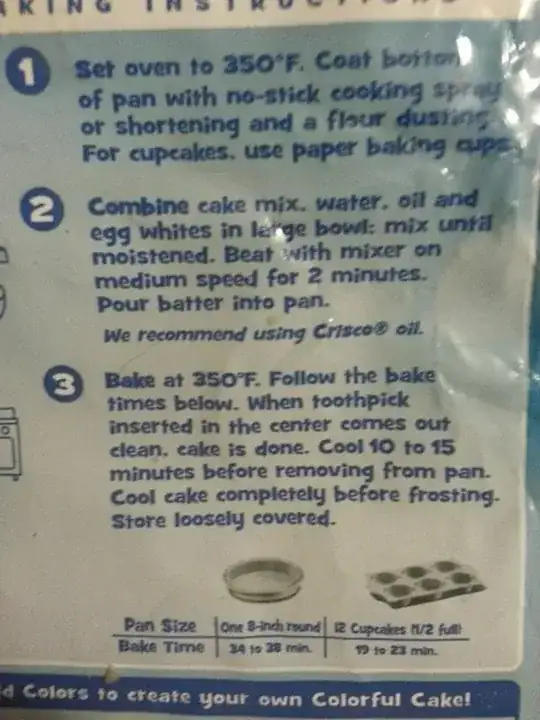 AKING INSTRUCTIONS
1 Set oven to 350°F. Coat bottom
of pan with no-stick cooking spray
or shortening and a flour dusting.
For cupcakes, use paper baking cups.
2 Combine cake mix, water, oil and
egg whites in large bowl; mix until
moistened. Beat with mixer on
medium speed for 2 minutes.
Pour batter into pan.
We recommend using Crisco® oil.
3 Bake at 350°F. Follow the bake
times below. When toothpick
inserted in the center comes out
clean, cake is done. Cool 10 to 15
minutes before removing from pan.
Cool cake completely before frosting.
Store loosely covered.
Pan Size One 8-inch round 12 Cupcakes (1/2 full)
Bake Time 34 to 38 min. 19 to 23 min.
d Colors to create your own Colorful Cake!